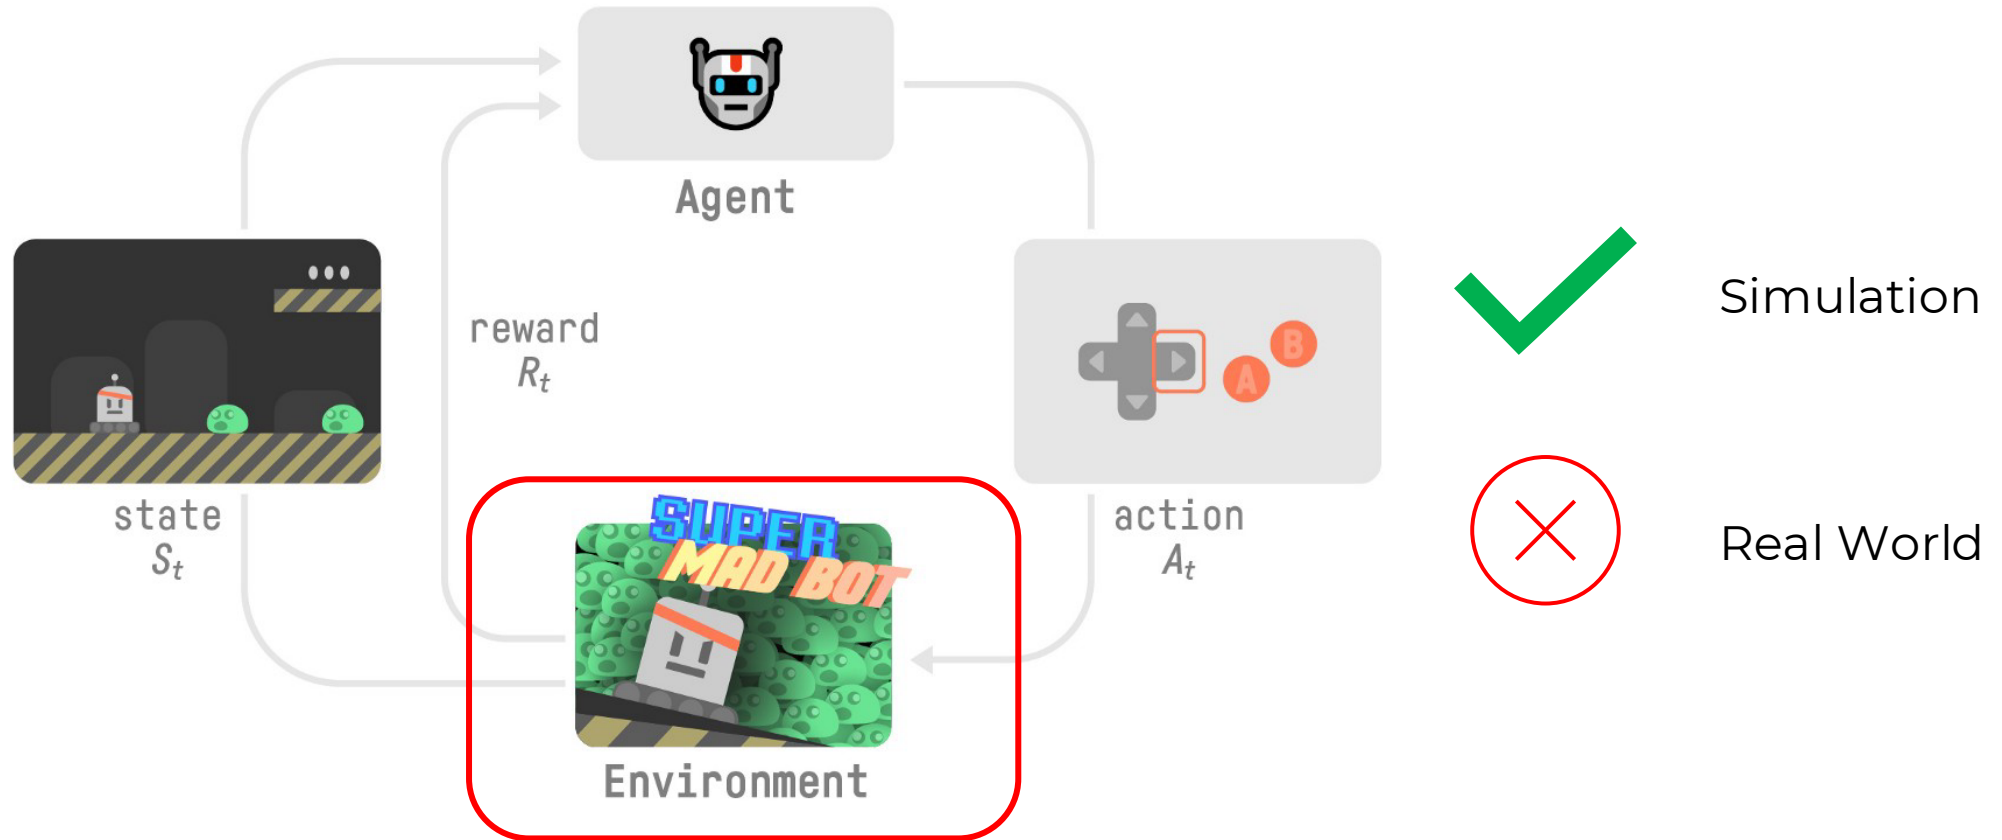 Agent
reward
Rt
state
St
action
At
A
B
SUPER
MAD BOT
Environment
Simulation
Real World